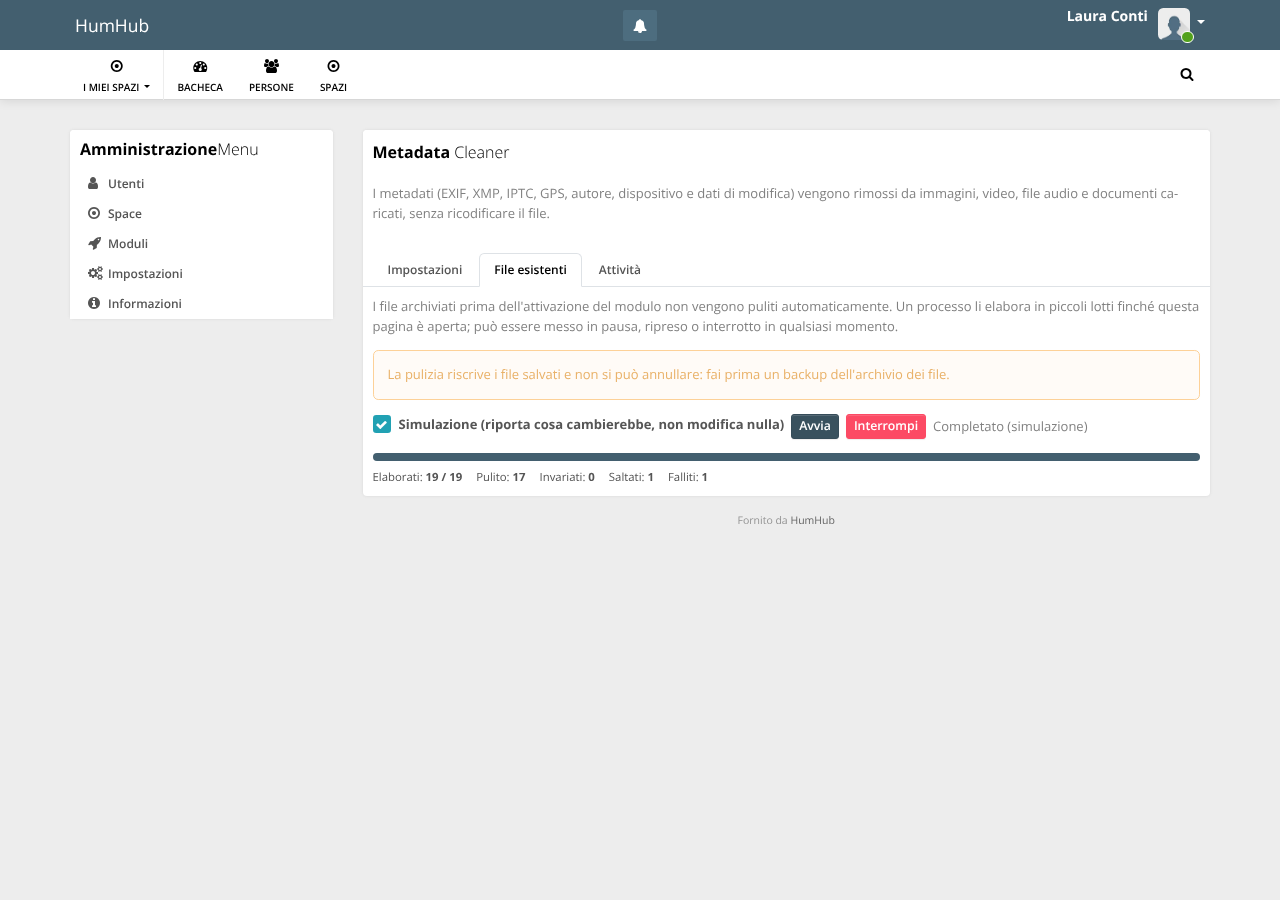 HumHub
Laura Conti
I MIEI SPAZI
BACHECA
PERSONE
SPAZI
AmministrazioneMenu
Utenti
Space
Moduli
Impostazioni
Informazioni
Metadata Cleaner
I metadati (EXIF, XMP, IPTC, GPS, autore, dispositivo e dati di modifica) vengono rimossi da immagini, video, file audio e documenti ca-
ricati, senza ricodificare il file.
Impostazioni
File esistenti
Attività
I file archiviati prima dell'attivazione del modulo non vengono puliti automaticamente. Un processo li elabora in piccoli lotti finché questa
pagina è aperta; può essere messo in pausa, ripreso o interrotto in qualsiasi momento.
La pulizia riscrive i file salvati e non si può annullare: fai prima un backup dell'archivio dei file.
Simulazione (riporta cosa cambierebbe, non modifica nulla) Avvia Interrompi Completato (simulazione)
Elaborati: 19 / 19 Pulito: 17 Invariati: 0 Saltati: 1 Falliti: 1
Fornito da HumHub